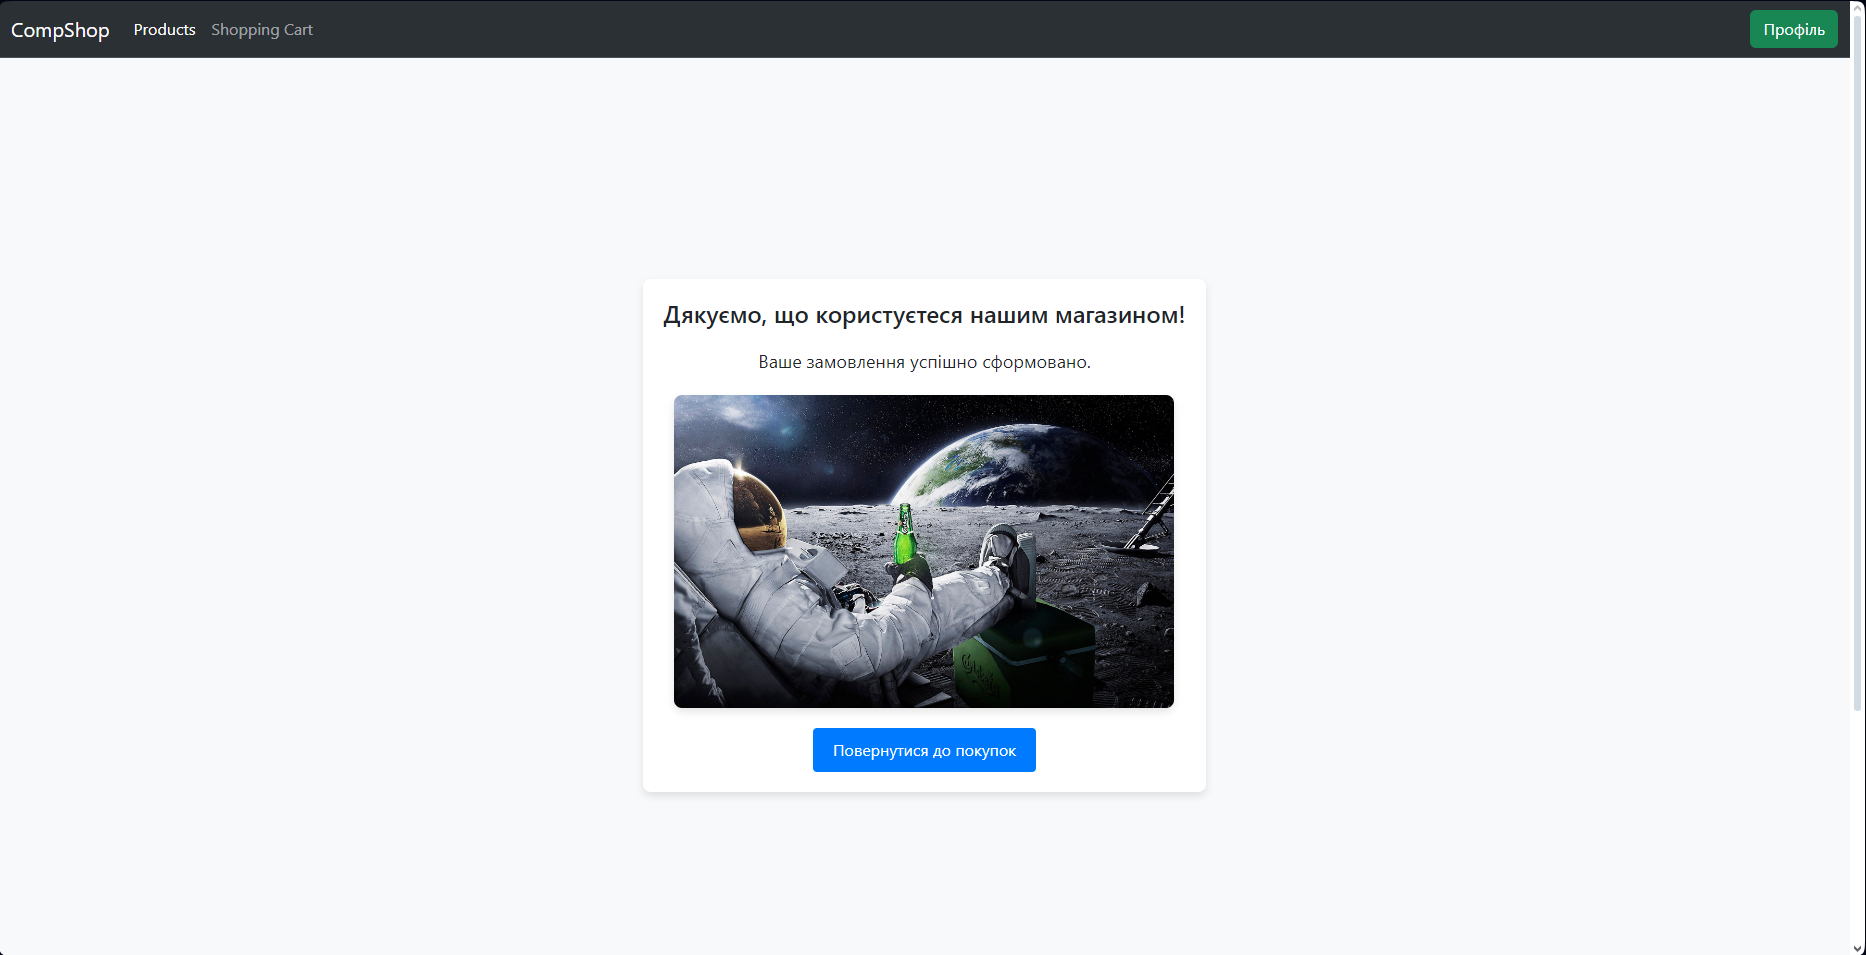 CompShop
Products
Shopping Cart
Профіль
Дякуємо, що користуєтеся нашим магазином!
Ваше замовлення успішно сформовано.
Повернутися до покупок